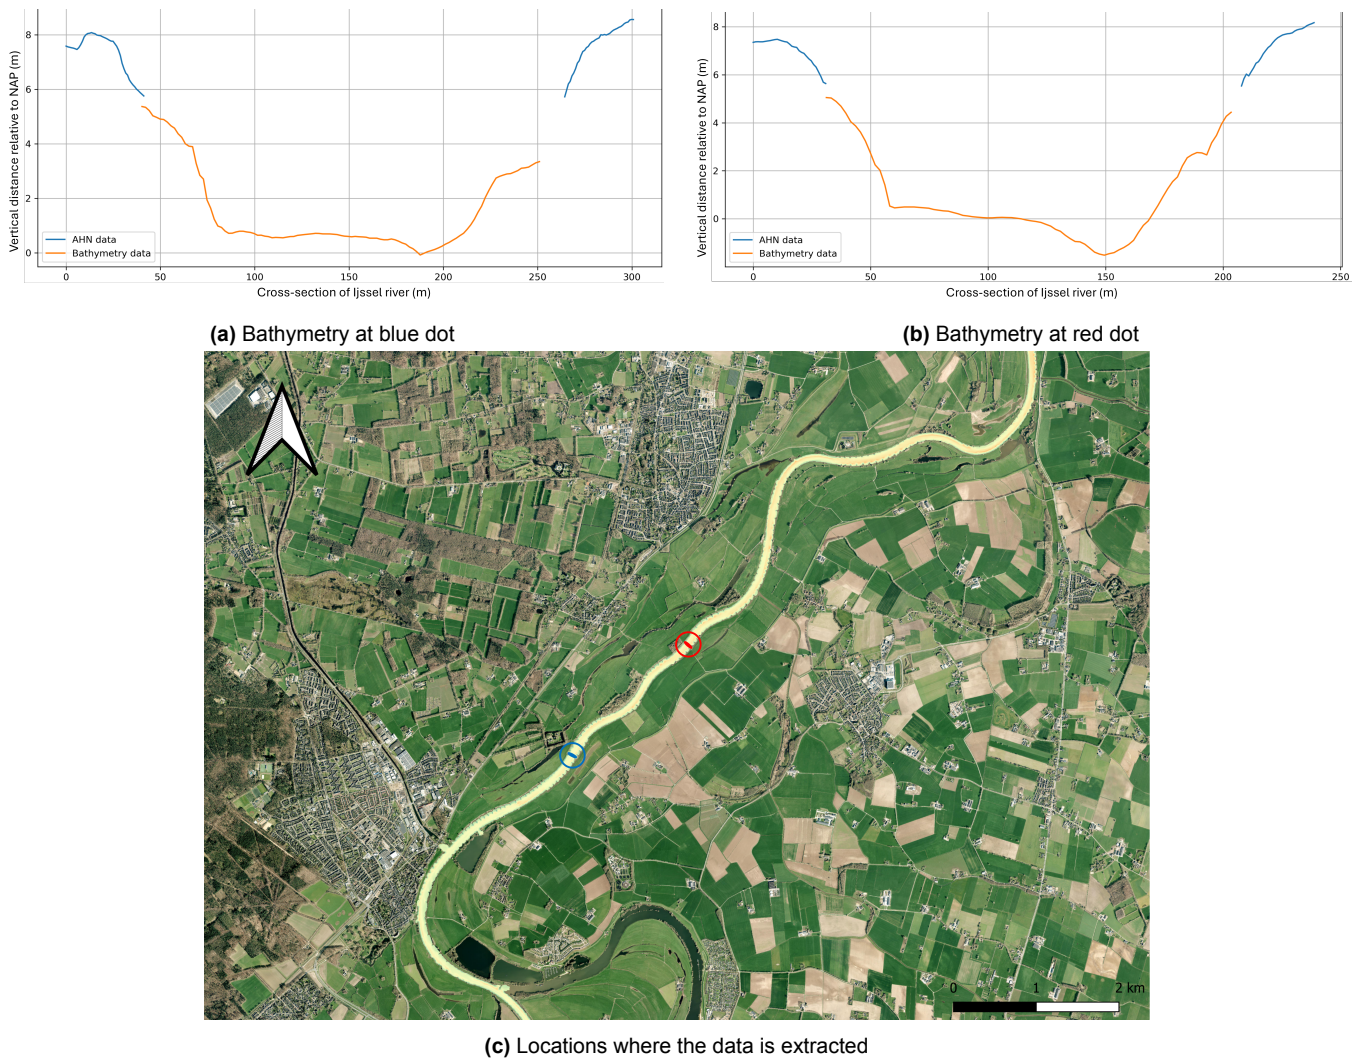 Vertical distance relative to NAP (m)
8
6
4
2
0
AHN data
Bathymetry data
0 50 100 150 200 250 300
Cross-section of Ijssel river (m)
(a) Bathymetry at blue dot
Vertical distance relative to NAP (m)
8
6
4
2
0
AHN data
Bathymetry data
0 50 100 150 200 250
Cross-section of Ijssel river (m)
(b) Bathymetry at red dot
0 1 2 km
(c) Locations where the data is extracted